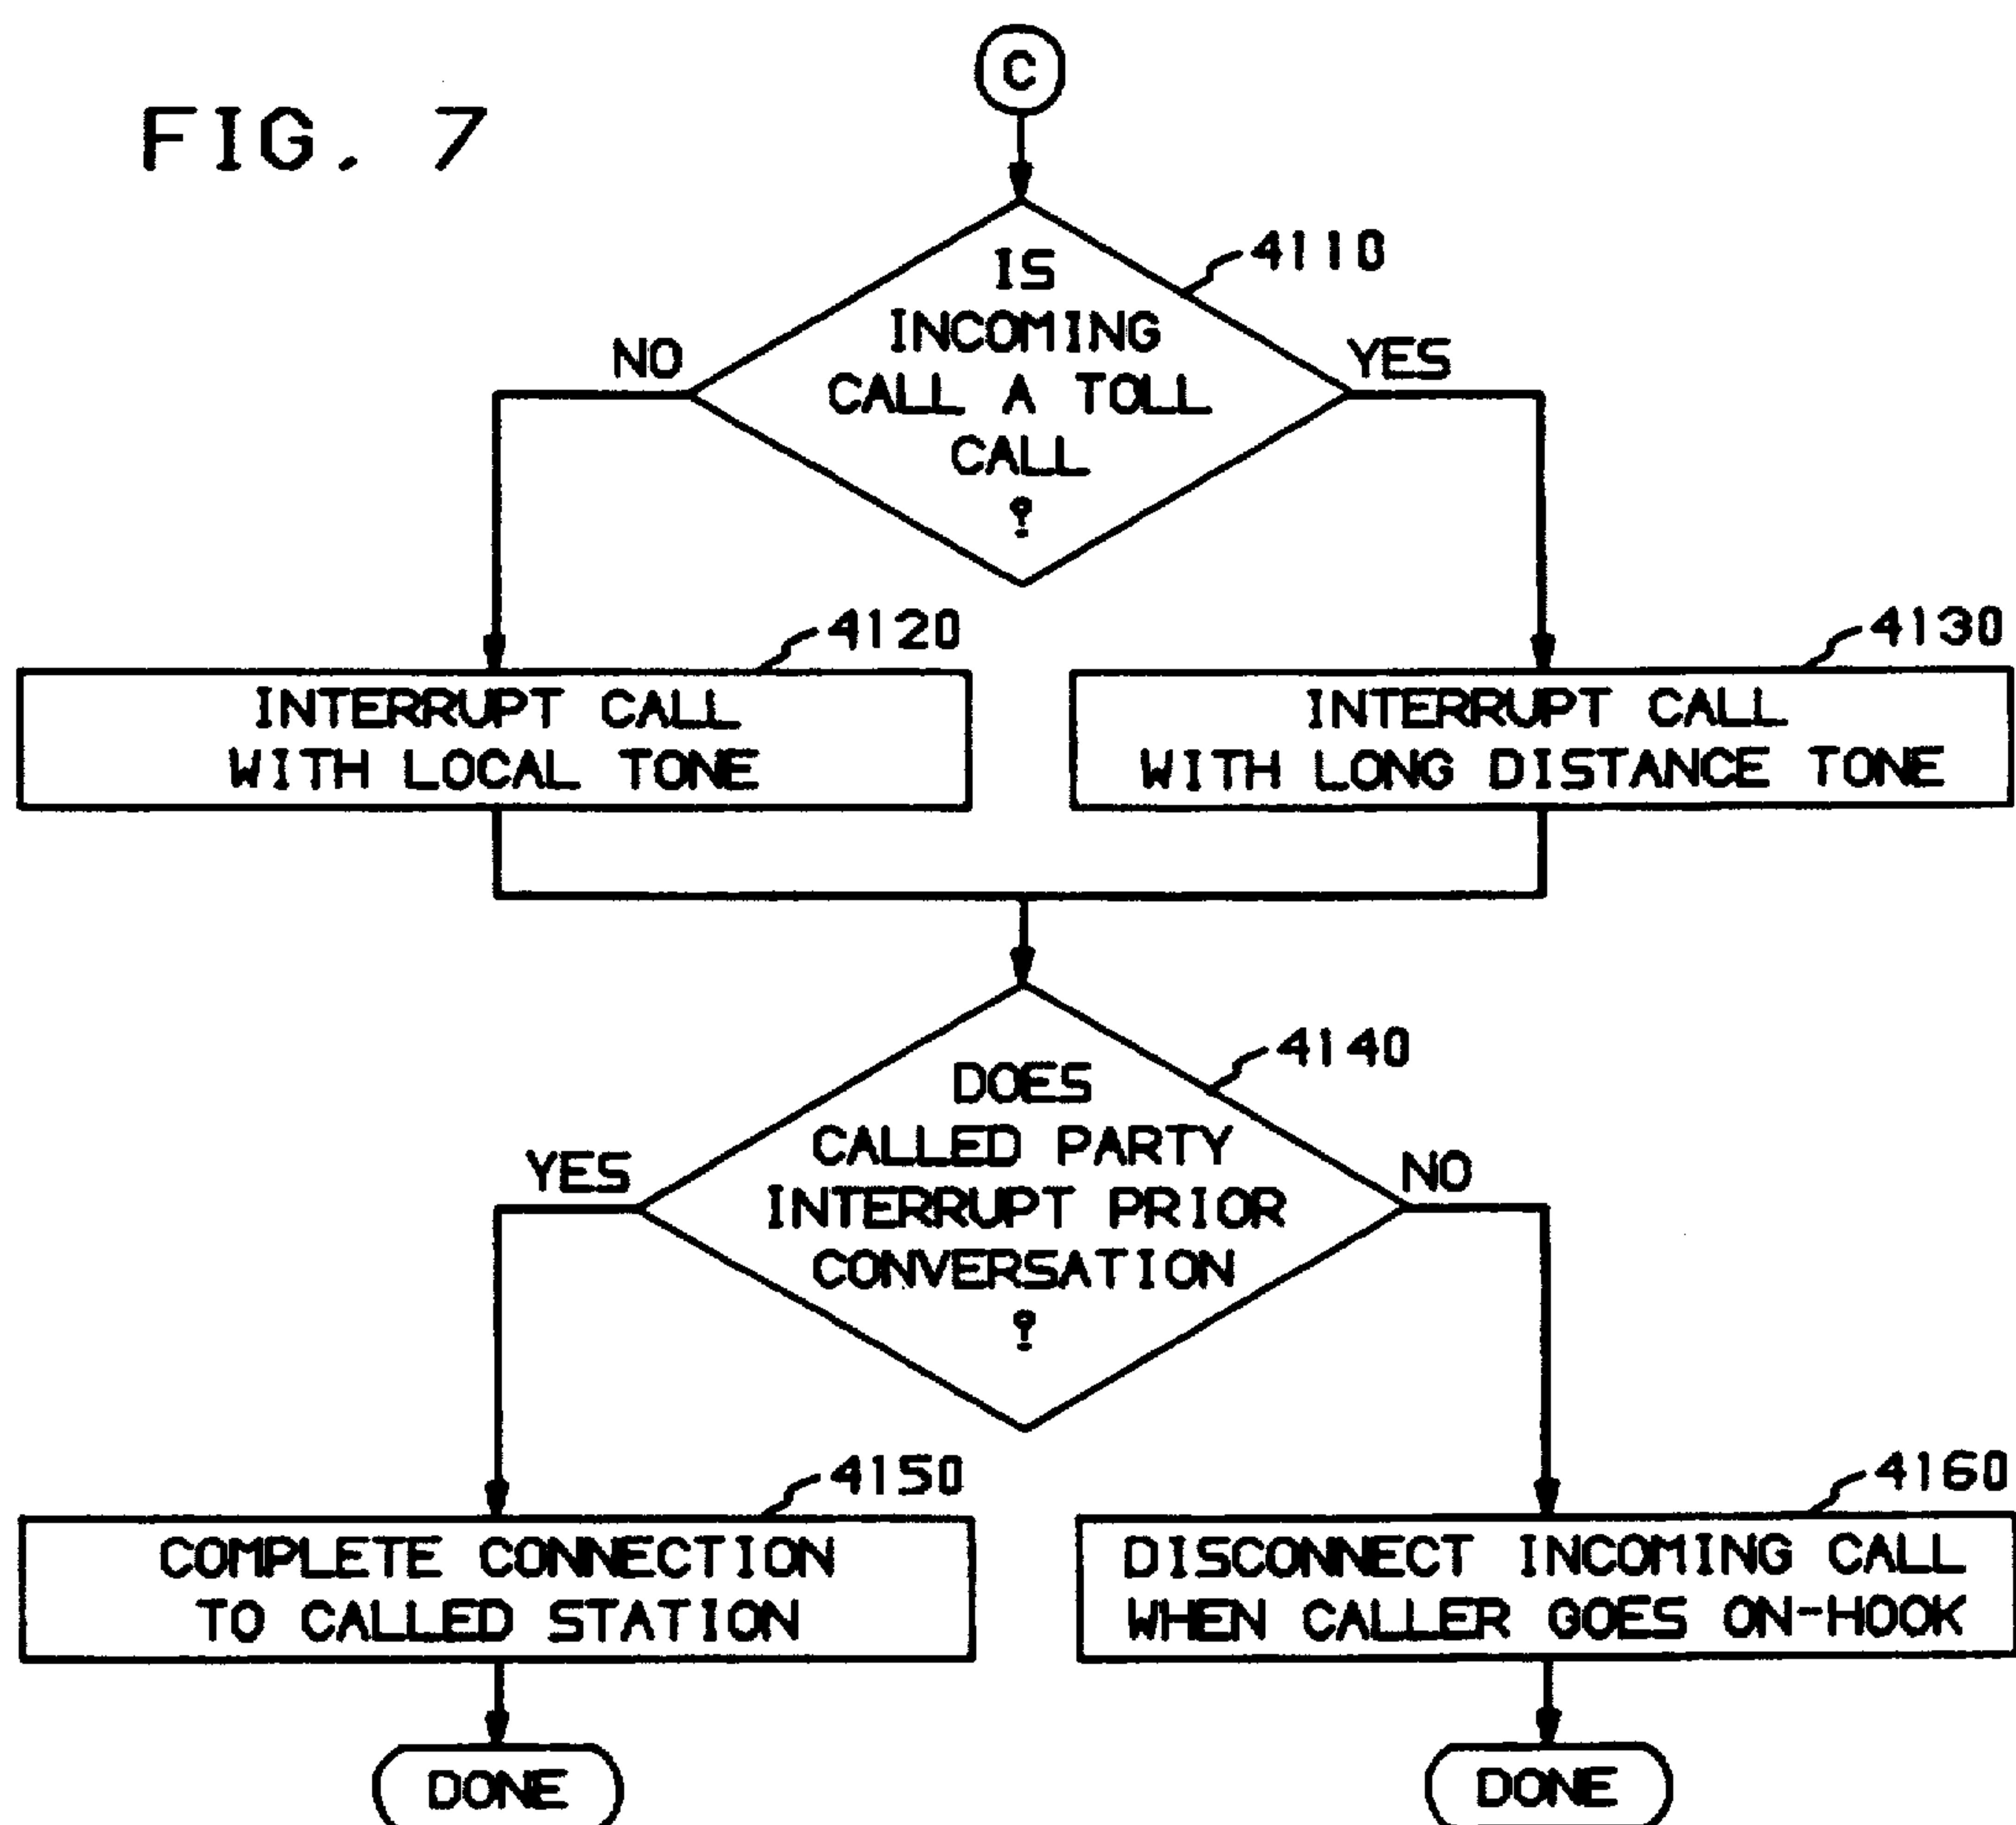 C
FIG. 7
4110
IS
INCOMING
CALL A TOLL
CALL
?
NO
YES
4120
4130
INTERRUPT CALL
WITH LOCAL TONE
INTERRUPT CALL
WITH LONG DISTANCE TONE
4140
DOES
CALLED PARTY
INTERRUPT PRIOR
CONVERSATION
?
YES
NO
4150
4160
COMPLETE CONNECTION
TO CALLED STATION
DISCONNECT INCOMING CALL
WHEN CALLER GOES ON-HOOK
DONE
DONE